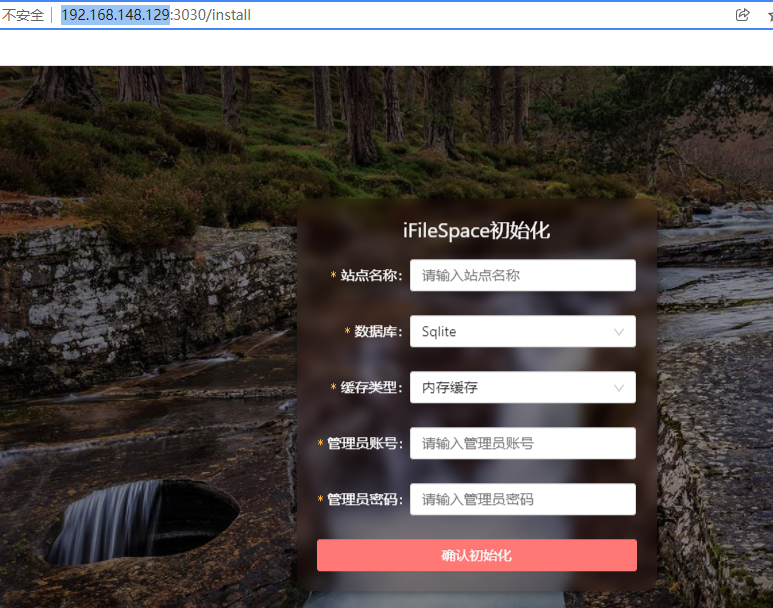 不安全 192.168.148.129:3030/install
iFileSpace初始化
* 站点名称: 请输入站点名称
* 数据库: Sqlite
* 缓存类型: 内存缓存
* 管理员账号: 请输入管理员账号
* 管理员密码: 请输入管理员密码
确认初始化